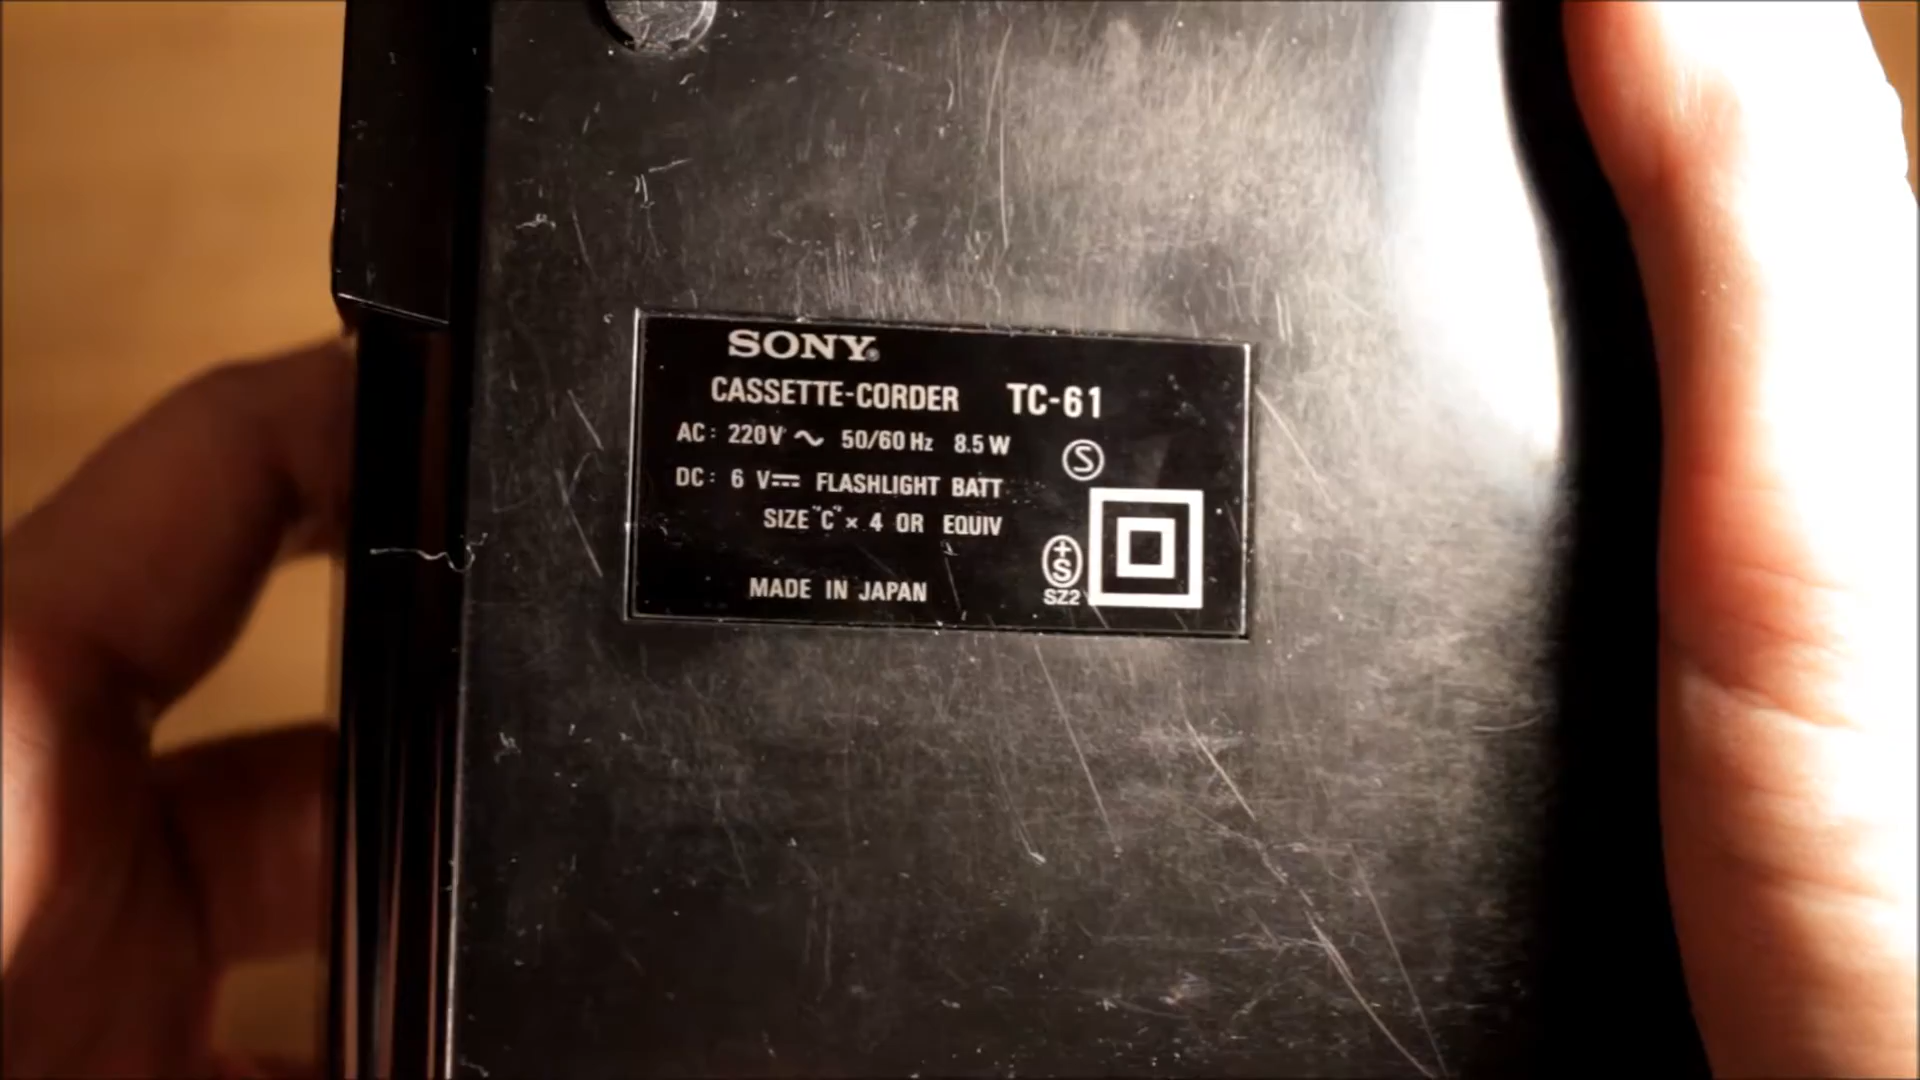 SONY®
CASSETTE-CORDER TC-61
AC: 220V ~ 50/60 Hz 8.5 W
S
DC: 6 V⎓ FLASHLIGHT BATT
SIZE "C" × 4 OR EQUIV
+
S
SZ2
MADE IN JAPAN